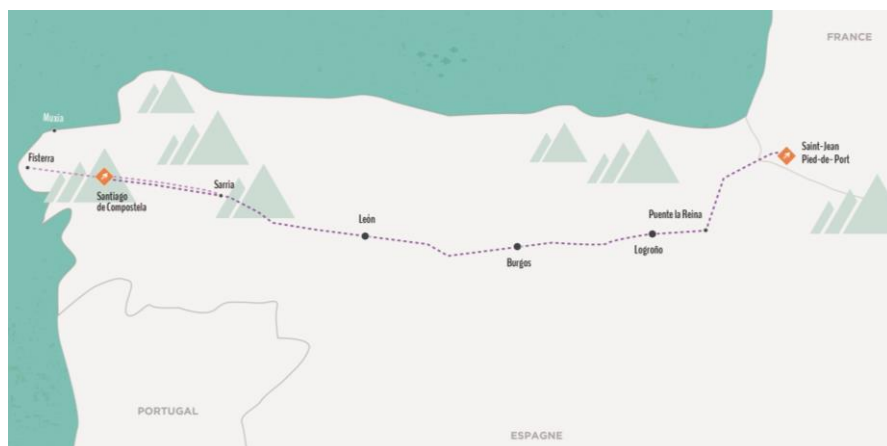 FRANCE
Muxia
Fisterra
Santiago
de Compostela
Sarria
León
Burgos
Logroño
Puente la Reina
Saint-Jean
Pied-de- Port
PORTUGAL
ESPAGNE